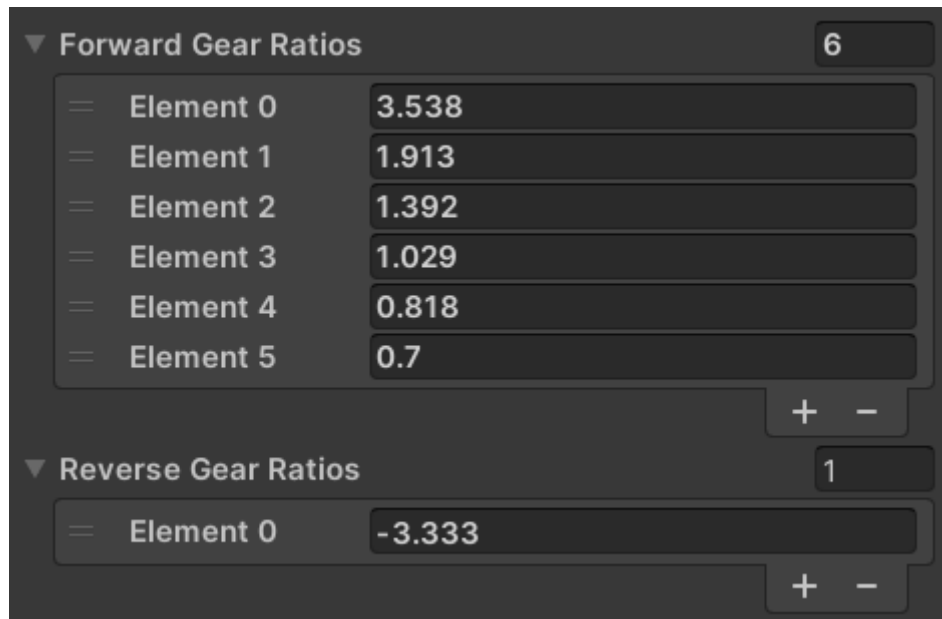 Forward Gear Ratios 6
Element 0 3.538
Element 1 1.913
Element 2 1.392
Element 3 1.029
Element 4 0.818
Element 5 0.7
+ −
Reverse Gear Ratios 1
Element 0 -3.333
+ −